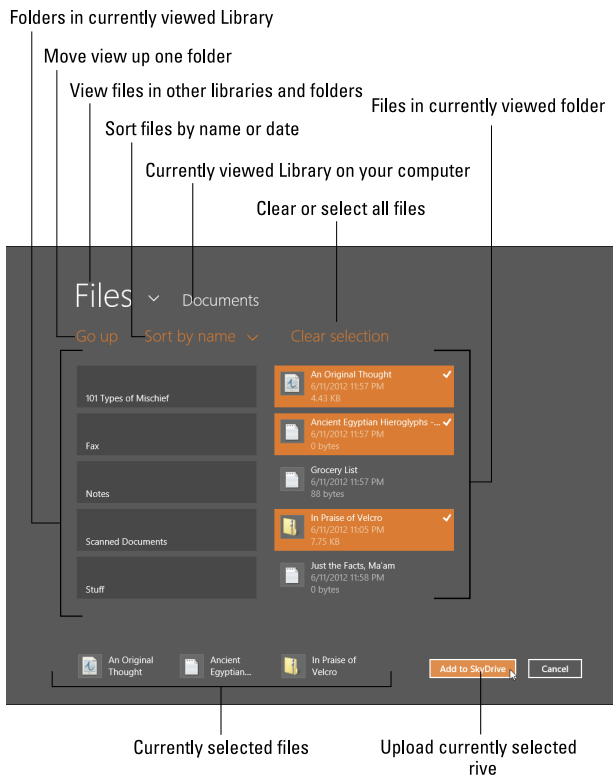 Folders in currently viewed Library
Move view up one folder
View files in other libraries and folders
Files in currently viewed folder
Sort files by name or date
Currently viewed Library on your computer
Clear or select all files
Files Documents
Go up Sort by name Clear selection
101 Types of Mischief
Fax
Notes
Scanned Documents
Stuff
An Original Thought
6/11/2012 11:57 PM
4.43 KB
Ancient Egyptian Hieroglyphs -...
6/11/2012 11:57 PM
0 bytes
Grocery List
6/11/2012 11:57 PM
88 bytes
In Praise of Velcro
6/11/2012 11:05 PM
7.75 KB
Just the Facts, Ma'am
6/11/2012 11:58 PM
0 bytes
An Original
Thought
Ancient
Egyptian...
In Praise of
Velcro
Add to SkyDrive
Cancel
Currently selected files
Upload currently selected
rive